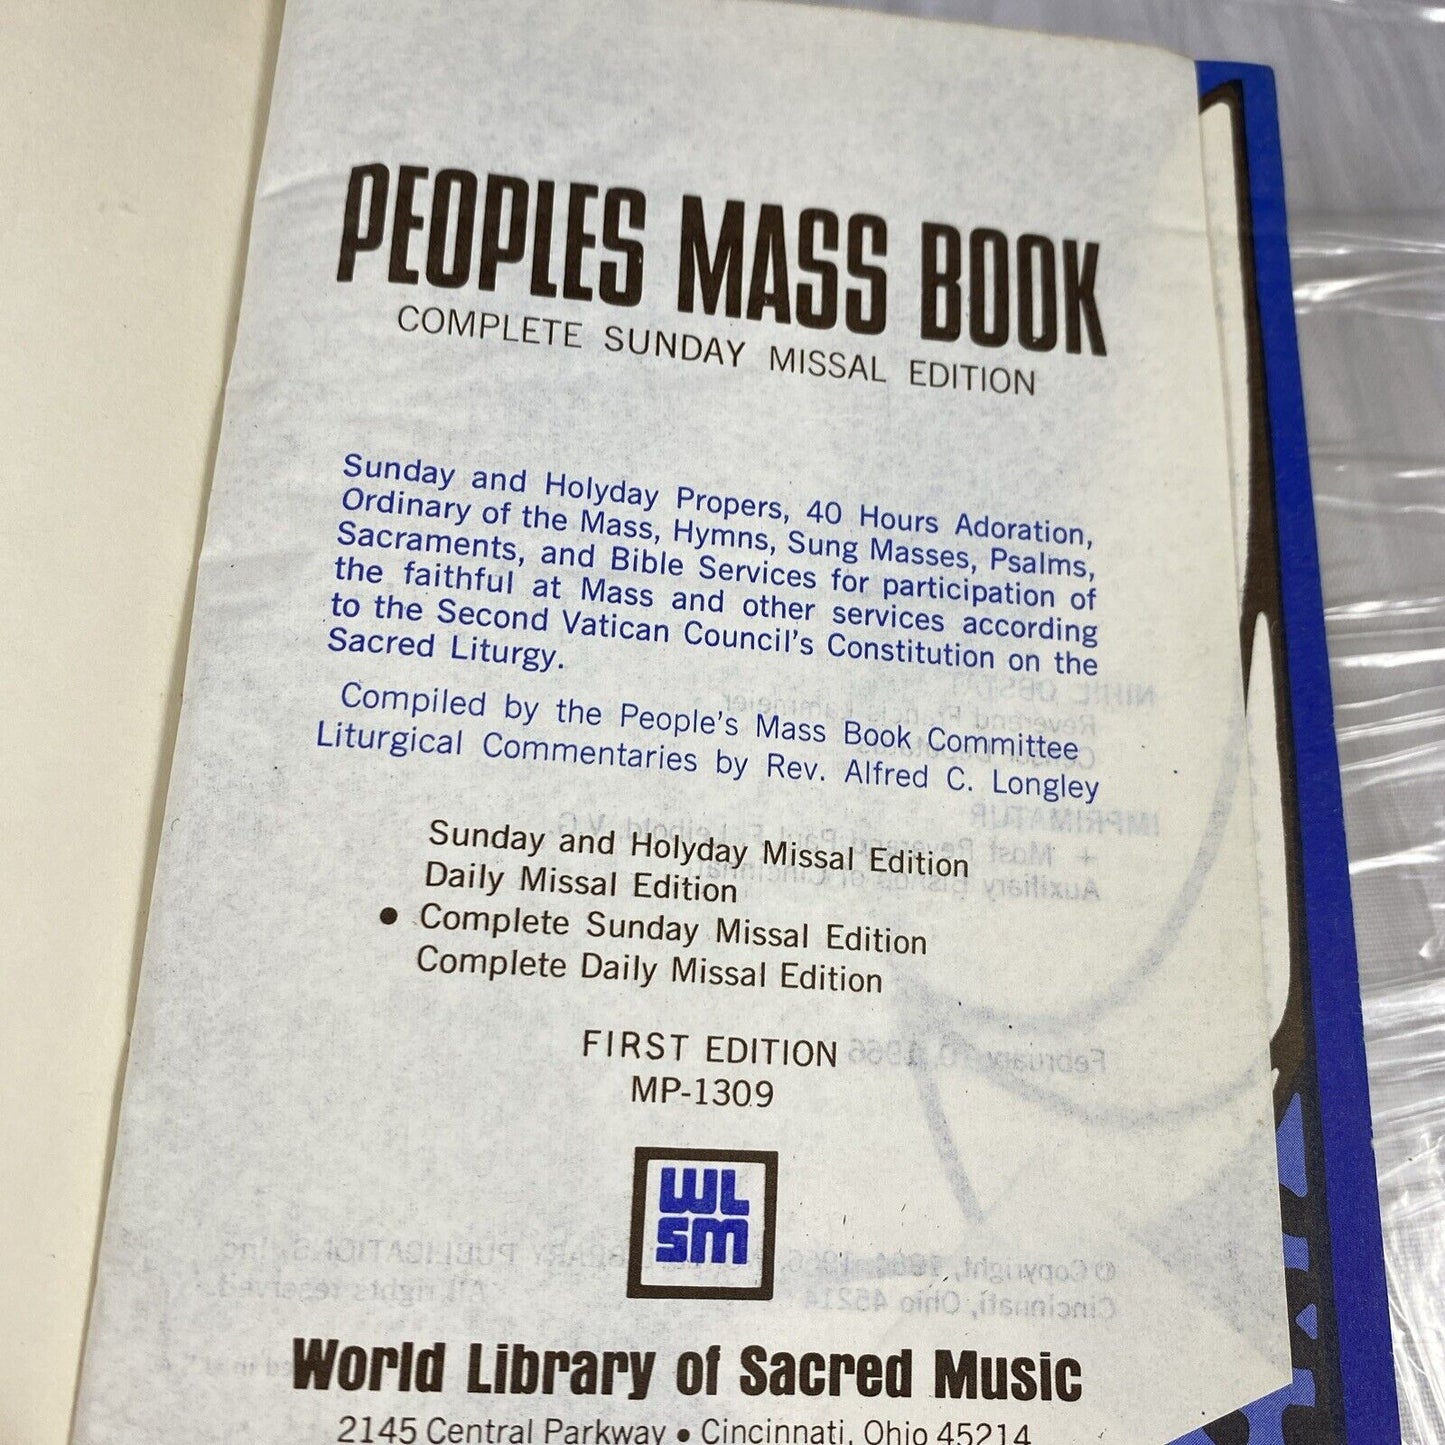 PEOPLES MASS BOOK
COMPLETE SUNDAY MISSAL EDITION
Sunday and Holyday Propers, 40 Hours Adoration,
Ordinary of the Mass, Hymns, Sung Masses, Psalms,
Sacraments, and Bible Services for participation of
the faithful at Mass and other services according
to the Second Vatican Council's Constitution on the
Sacred Liturgy.
Compiled by the People's Mass Book Committee
Liturgical Commentaries by Rev. Alfred C. Longley
Sunday and Holyday Missal Edition
Daily Missal Edition
• Complete Sunday Missal Edition
Complete Daily Missal Edition
FIRST EDITION
MP-1309
WL
SM
World Library of Sacred Music
2145 Central Parkway • Cincinnati, Ohio 45214